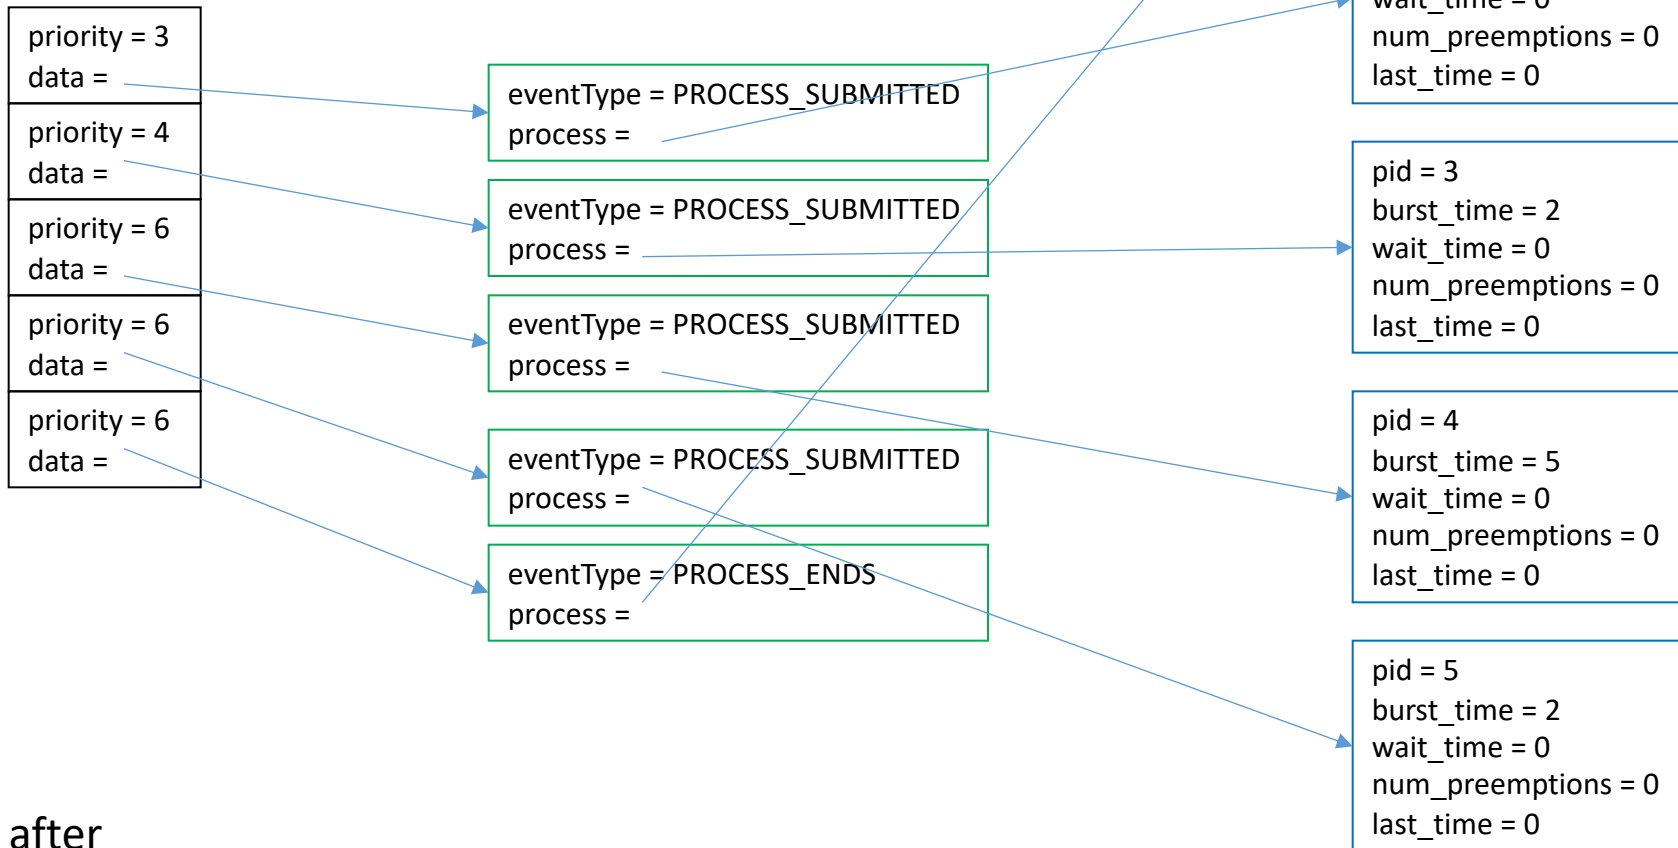 priority = 3
data =
priority = 4
data =
priority = 6
data =
priority = 6
data =
priority = 6
data =
eventType = PROCESS_SUBMITTED
process =
eventType = PROCESS_SUBMITTED
process =
eventType = PROCESS_SUBMITTED
process =
eventType = PROCESS_SUBMITTED
process =
eventType = PROCESS_ENDS
process =
wait_time = 0
num_preemptions = 0
last_time = 0
pid = 3
burst_time = 2
wait_time = 0
num_preemptions = 0
last_time = 0
pid = 4
burst_time = 5
wait_time = 0
num_preemptions = 0
last_time = 0
pid = 5
burst_time = 2
wait_time = 0
num_preemptions = 0
last_time = 0
after